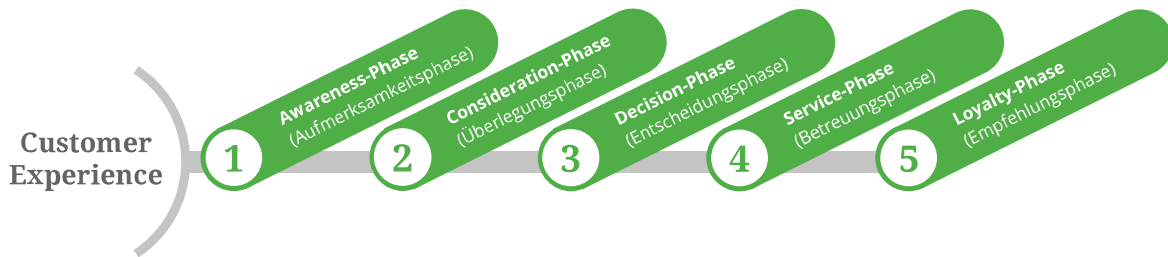 Customer
Experience
1
Awareness-Phase
(Aufmerksamkeitsphase)
2
Consideration-Phase
(Überlegungsphase)
3
Decision-Phase
(Entscheidungsphase)
4
Service-Phase
(Betreuungsphase)
5
Loyalty-Phase
(Empfehlungsphase)